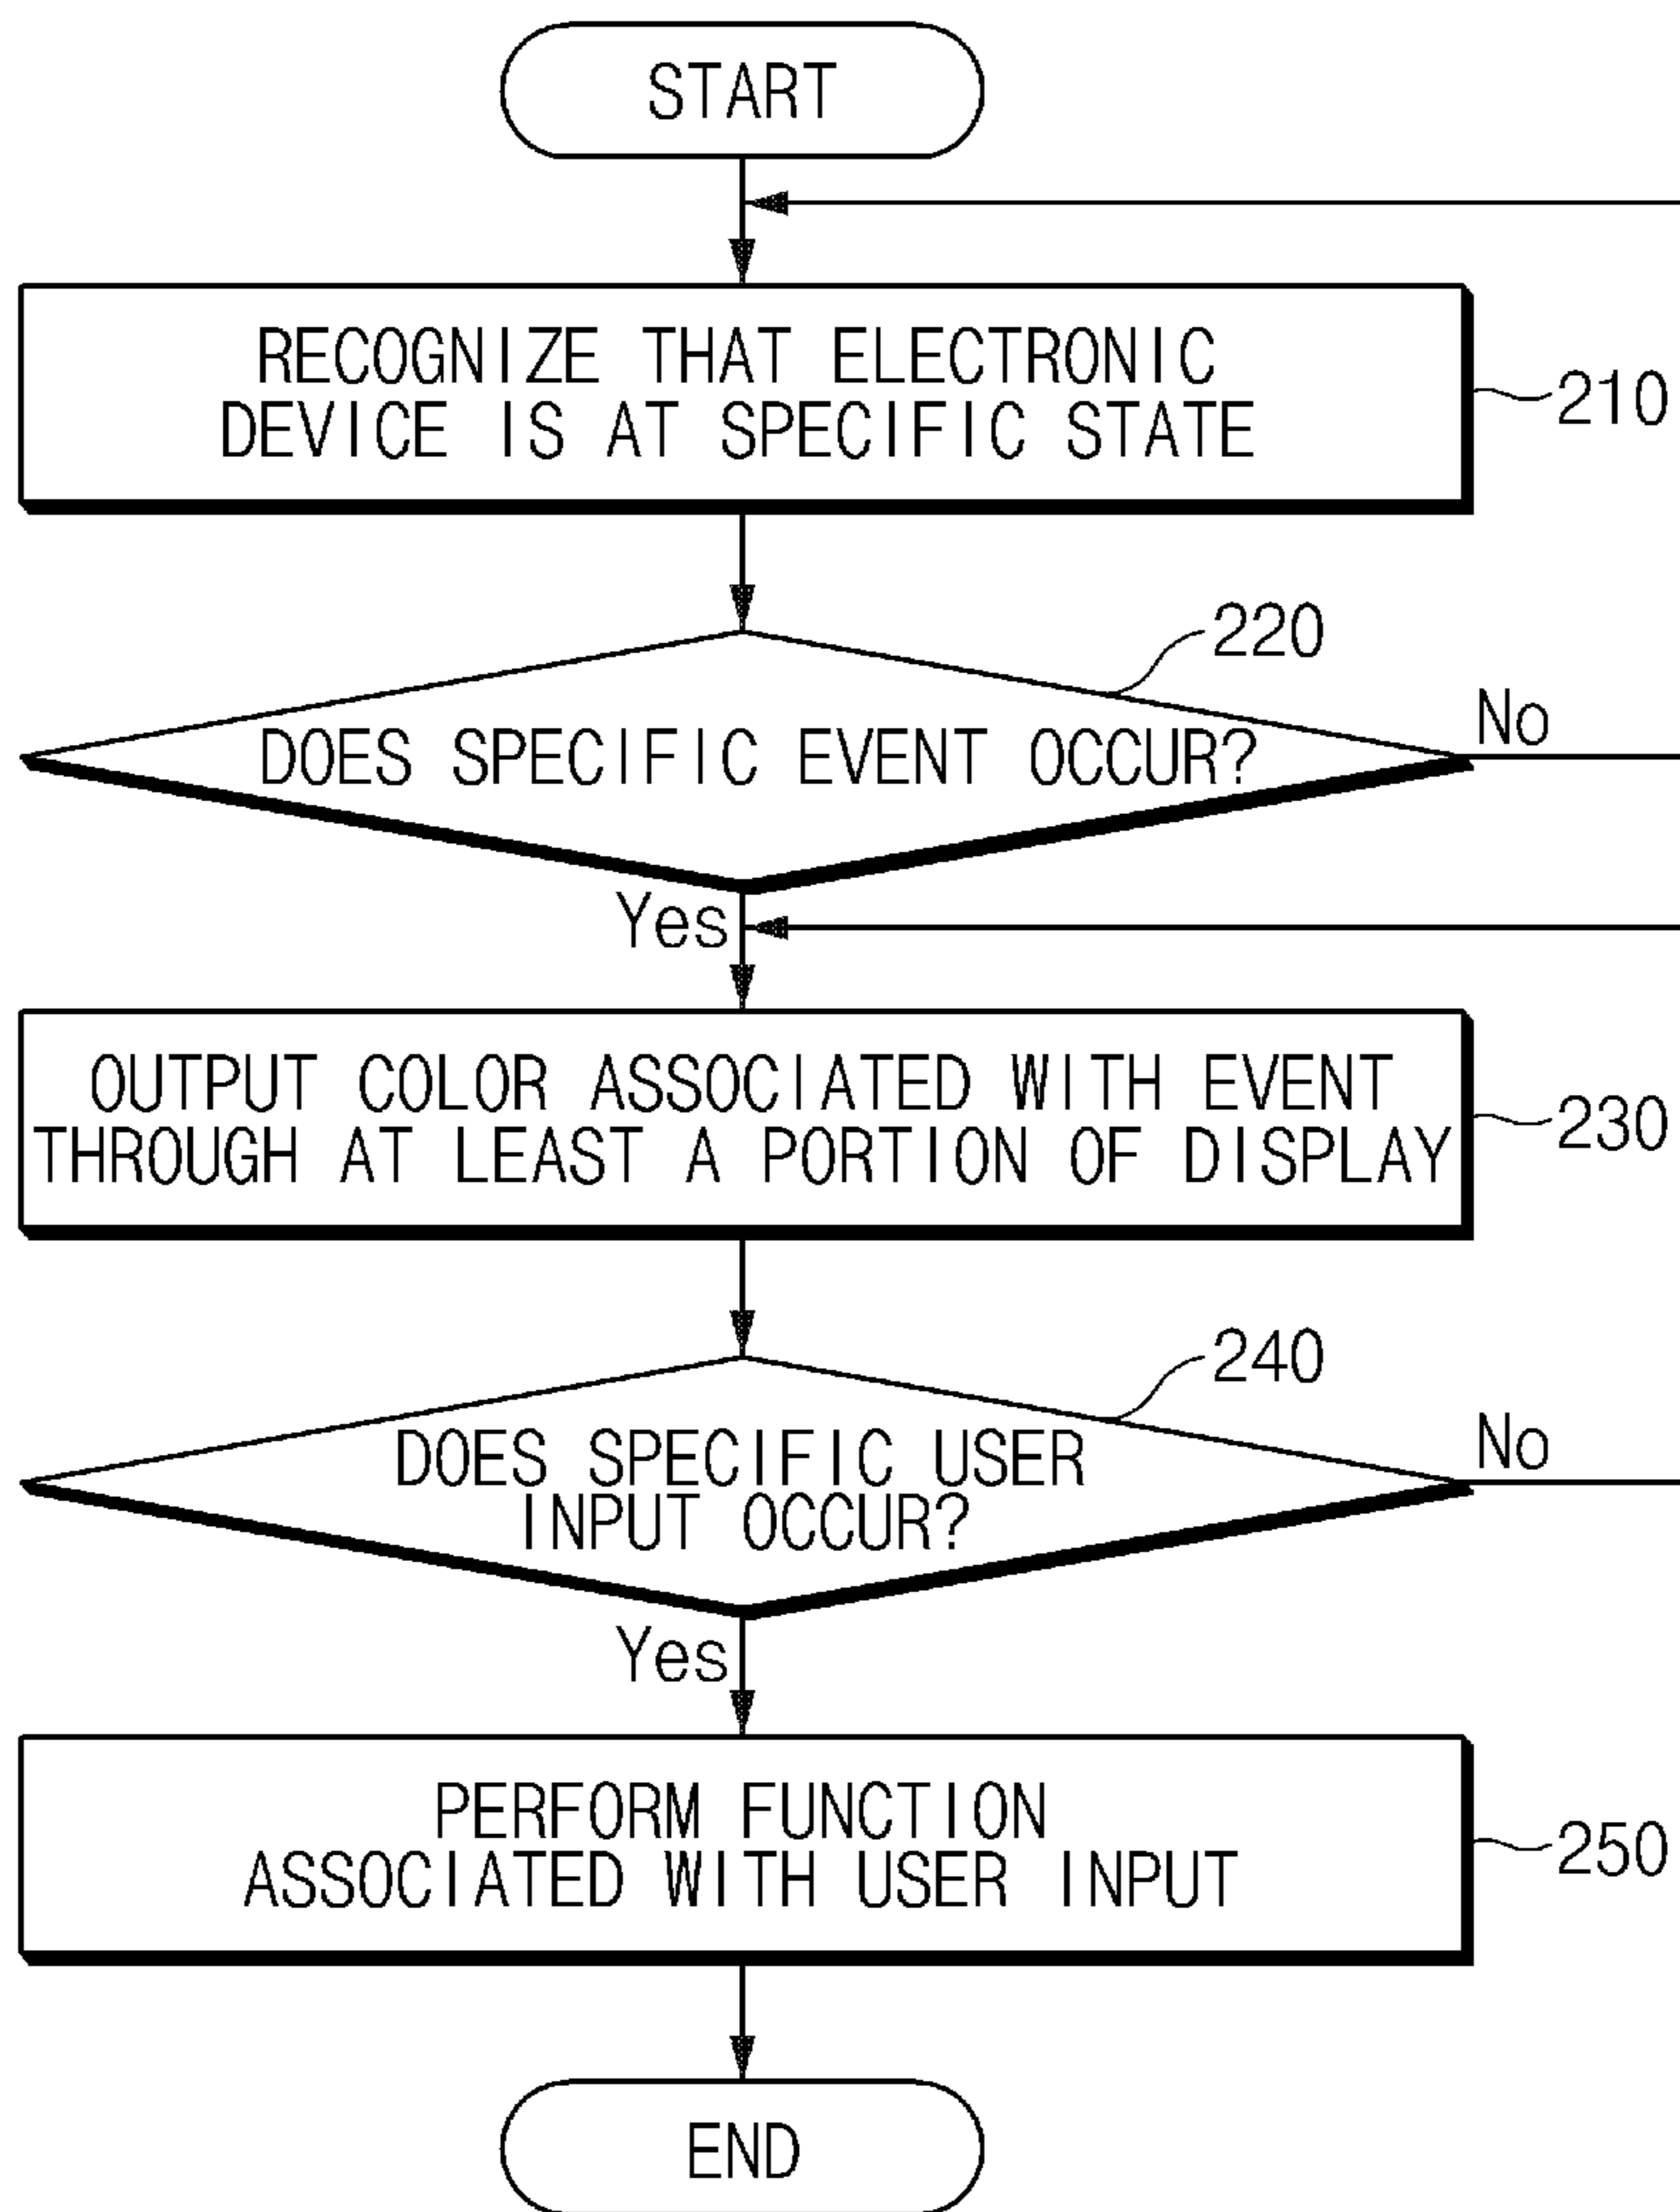 START
RECOGNIZE THAT ELECTRONIC
DEVICE IS AT SPECIFIC STATE
210
220
DOES SPECIFIC EVENT OCCUR?
No
Yes
OUTPUT COLOR ASSOCIATED WITH EVENT
THROUGH AT LEAST A PORTION OF DISPLAY
230
240
DOES SPECIFIC USER
INPUT OCCUR?
No
Yes
PERFORM FUNCTION
ASSOCIATED WITH USER INPUT
250
END